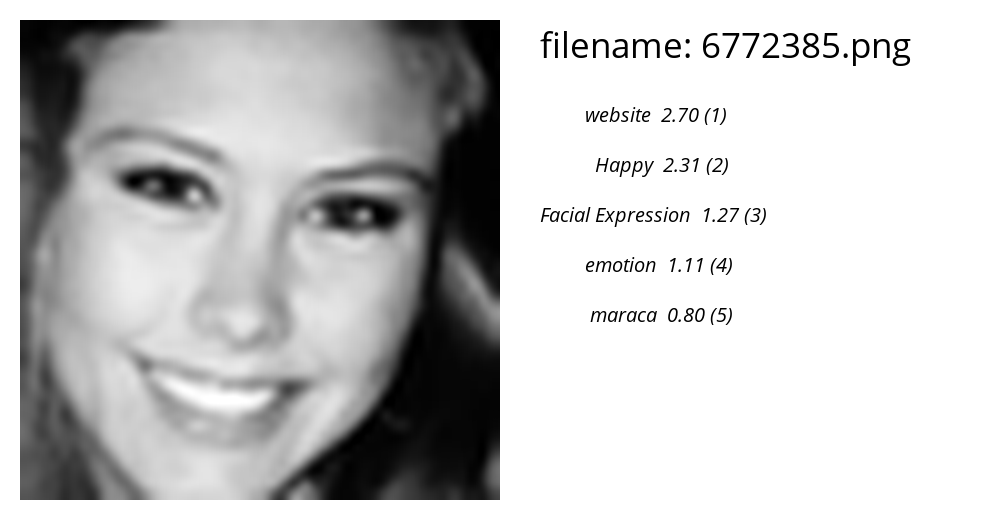 filename: 6772385.png
website 2.70 (1)
Happy 2.31 (2)
Facial Expression 1.27 (3)
emotion 1.11 (4)
maraca 0.80 (5)